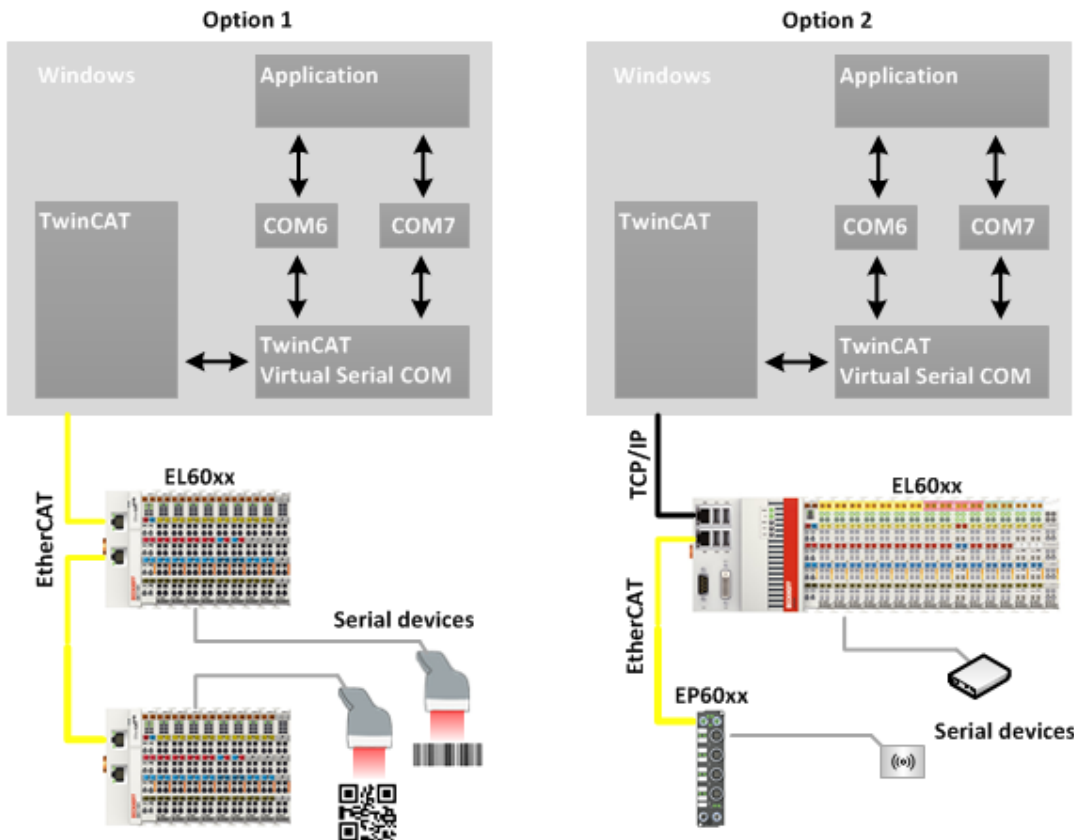 Option 1
Windows
Application
TwinCAT
COM6
COM7
TwinCAT
Virtual Serial COM
EtherCAT
EL60xx
Serial devices
Option 2
Windows
Application
TwinCAT
COM6
COM7
TwinCAT
Virtual Serial COM
TCP/IP
EL60xx
EtherCAT
EP60xx
Serial devices